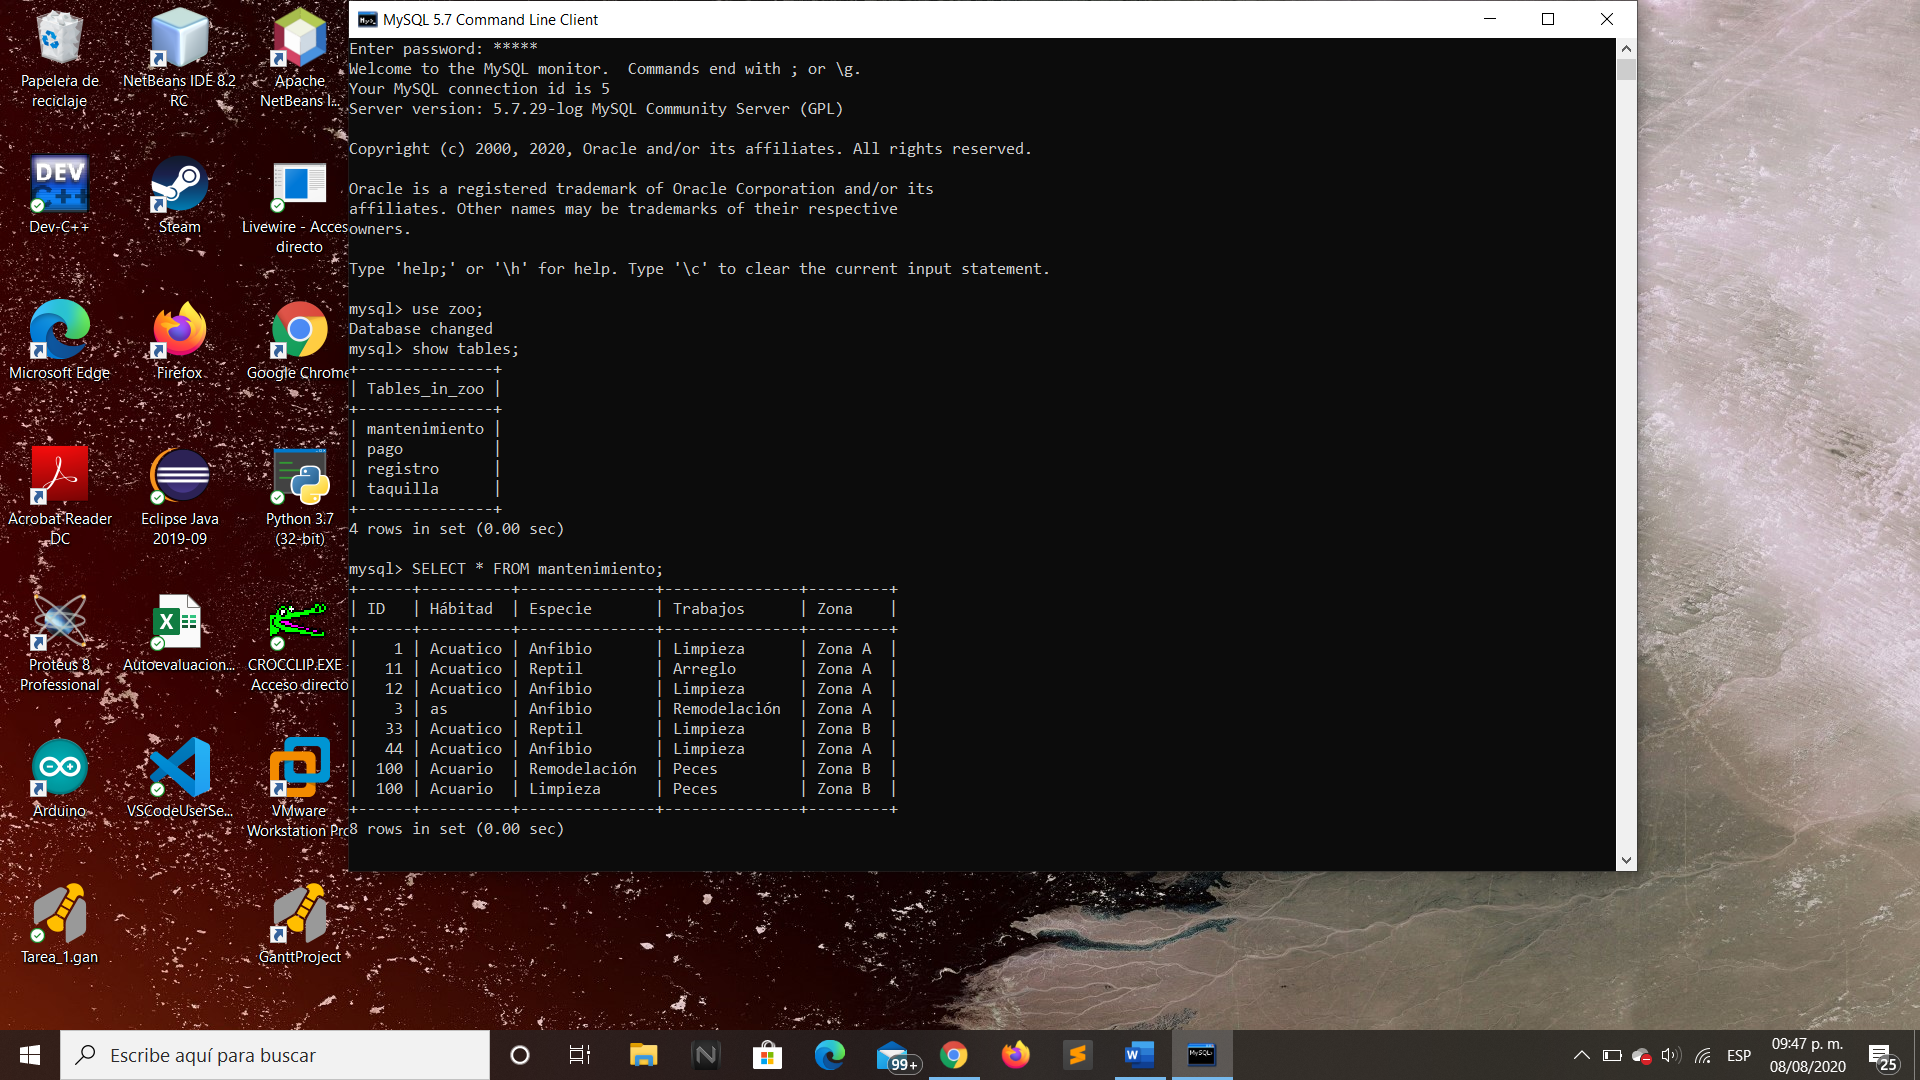 Papelera de
reciclaje
NetBeans IDE 8.2
RC
Apache
NetBeans I...
DEV
C++
Dev-C++
Steam
Livewire - Acces
directo
Microsoft Edge
Firefox
Google Chrome
Acrobat Reader
DC
Eclipse Java
2019-09
Python 3.7
(32-bit)
Proteus 8
Professional
Autoevaluacion...
CROCCLIP.EXE
Acceso directo
Arduino
VSCodeUserSe...
VMware
Workstation Pro
Tarea_1.gan
GanttProject
MySQL 5.7 Command Line Client
Enter password: *****
Welcome to the MySQL monitor.  Commands end with ; or \g.
Your MySQL connection id is 5
Server version: 5.7.29-log MySQL Community Server (GPL)
Copyright (c) 2000, 2020, Oracle and/or its affiliates. All rights reserved.
Oracle is a registered trademark of Oracle Corporation and/or its
affiliates. Other names may be trademarks of their respective
owners.
Type 'help;' or '\h' for help. Type '\c' to clear the current input statement.
mysql> use zoo;
Database changed
mysql> show tables;
+---------------+
| Tables_in_zoo |
+---------------+
| mantenimiento |
| pago          |
| registro      |
| taquilla      |
+---------------+
4 rows in set (0.00 sec)
mysql> SELECT * FROM mantenimiento;
+------+----------+---------------+---------------+---------+
| ID   | Hábitad  | Especie       | Trabajos      | Zona    |
+------+----------+---------------+---------------+---------+
|    1 | Acuatico | Anfibio       | Limpieza      | Zona A  |
|   11 | Acuatico | Reptil        | Arreglo       | Zona A  |
|   12 | Acuatico | Anfibio       | Limpieza      | Zona A  |
|    3 | as       | Anfibio       | Remodelación  | Zona A  |
|   33 | Acuatico | Reptil        | Limpieza      | Zona B  |
|   44 | Acuatico | Anfibio       | Limpieza      | Zona A  |
|  100 | Acuario  | Remodelación  | Peces         | Zona B  |
|  100 | Acuario  | Limpieza      | Peces         | Zona B  |
+------+----------+---------------+---------------+---------+
8 rows in set (0.00 sec)
Escribe aquí para buscar
99+
ESP
09:47 p. m.
08/08/2020
25